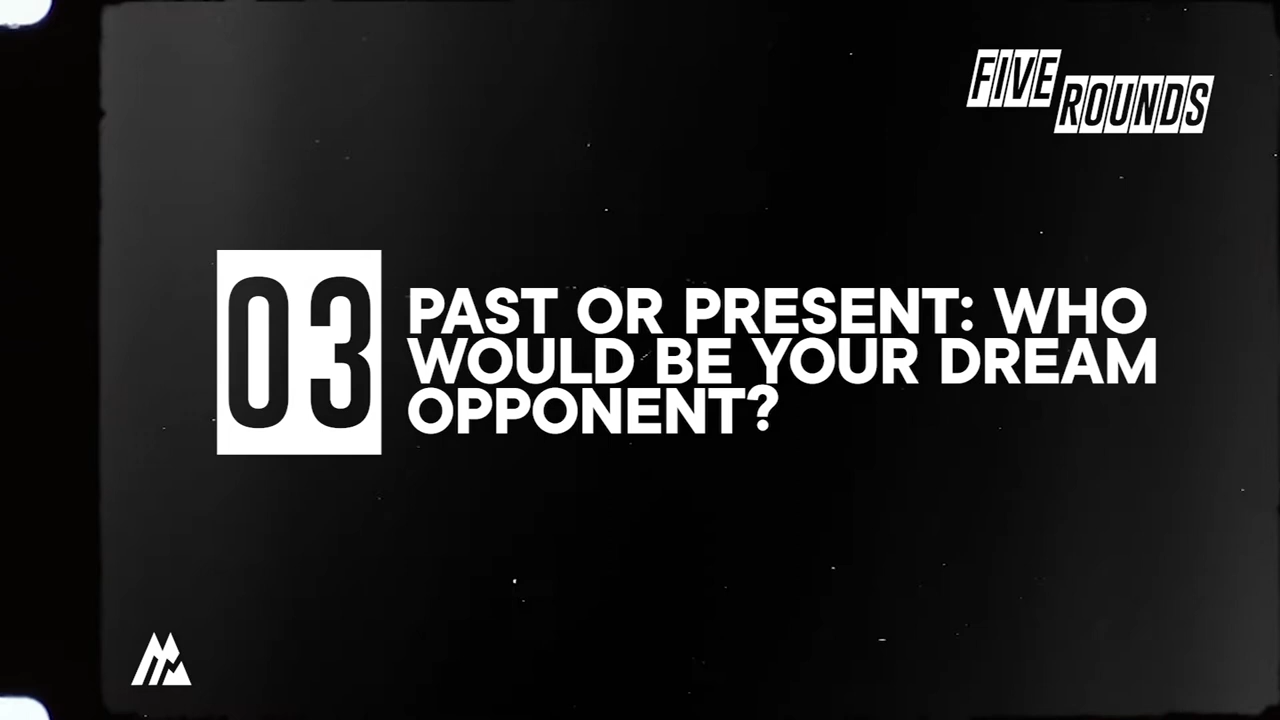 FIVE
ROUNDS
03
PAST OR PRESENT: WHO
WOULD BE YOUR DREAM
OPPONENT?